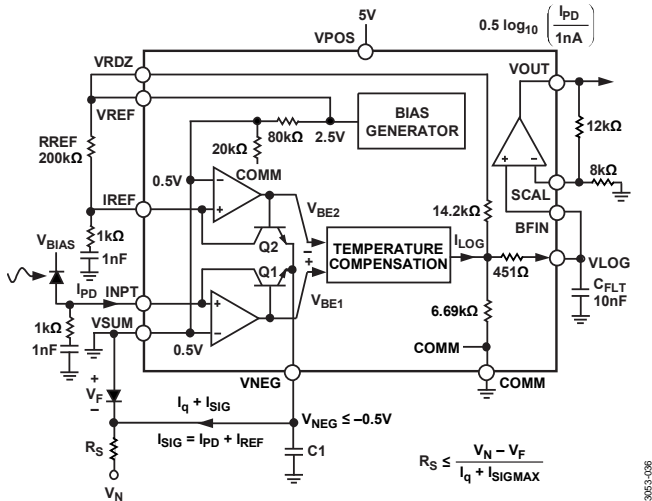 5V
0.5 log10 (IPD / 1nA)
VPOS
VRDZ
VOUT
VREF
BIAS
GENERATOR
80kΩ
2.5V
20kΩ
COMM
RREF
200kΩ
12kΩ
8kΩ
0.5V
SCAL
IREF
VBE2
14.2kΩ
BFIN
1kΩ
1nF
Q2
VBIAS
TEMPERATURE
COMPENSATION
ILOG
451Ω
VLOG
Q1
IPD
INPT
VBE1
CFLT
10nF
1kΩ
1nF
VSUM
0.5V
6.69kΩ
COMM
COMM
VNEG
+
VF
–
Iq + ISIG
VNEG ≤ –0.5V
ISIG = IPD + IREF
C1
RS
VN
RS ≤ (VN – VF) / (Iq + ISIGMAX)
3053-036